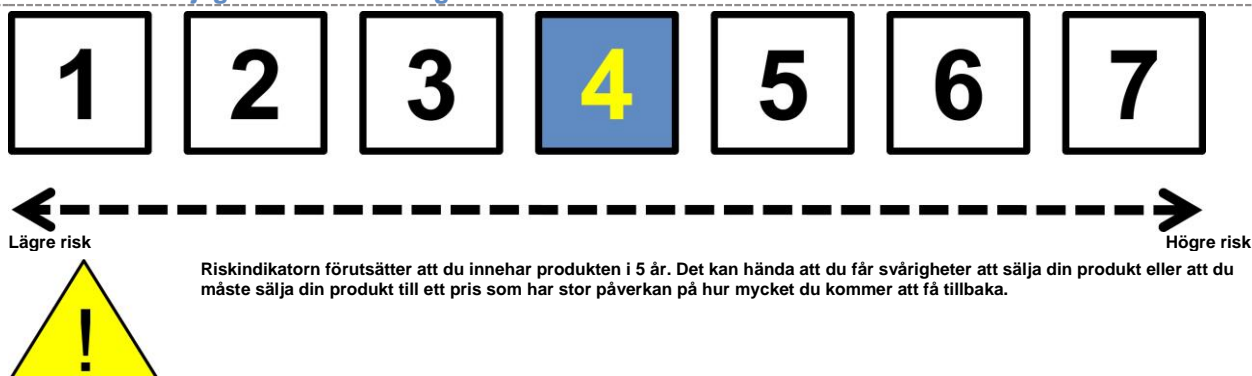 1 2 3 4 5 6 7
Lägre risk Högre risk
Riskindikatorn förutsätter att du innehar produkten i 5 år. Det kan hända att du får svårigheter att sälja din produkt eller att du
måste sälja din produkt till ett pris som har stor påverkan på hur mycket du kommer att få tillbaka.
!